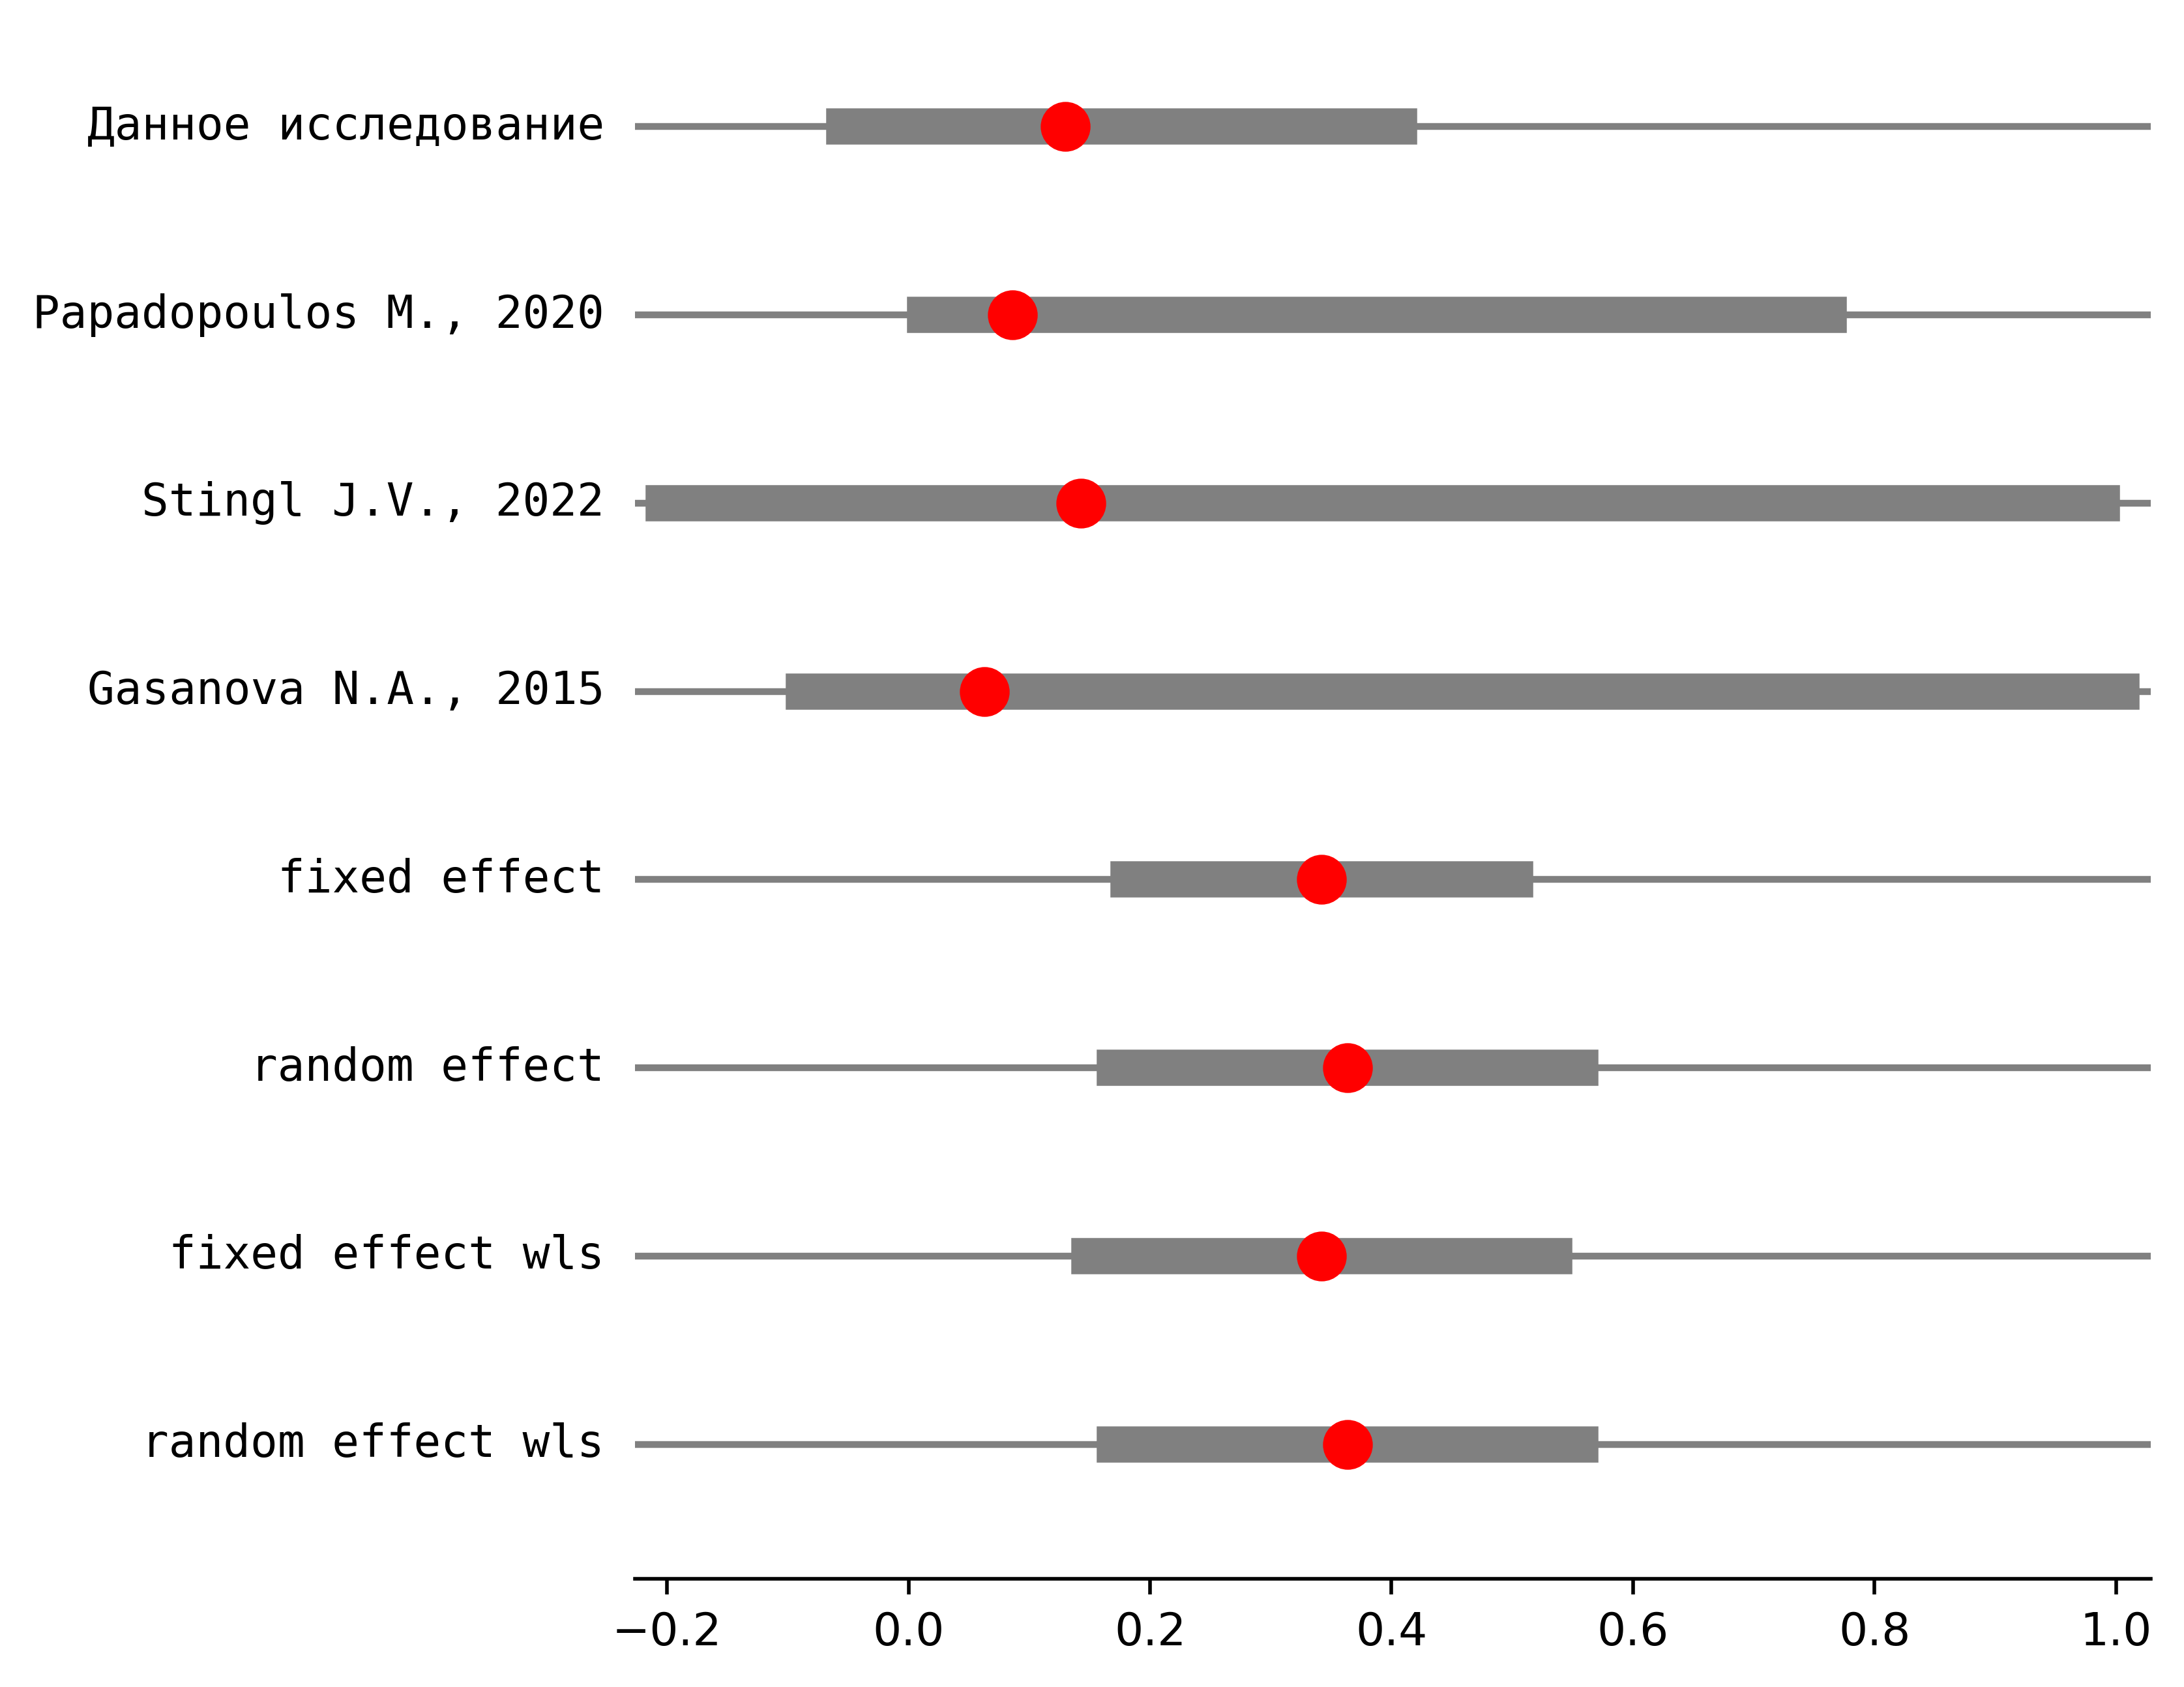 Данное исследование
Papadopoulos M., 2020
Stingl J.V., 2022
Gasanova N.A., 2015
fixed effect
random effect
fixed effect wls
random effect wls
−0.2 0.0 0.2 0.4 0.6 0.8 1.0